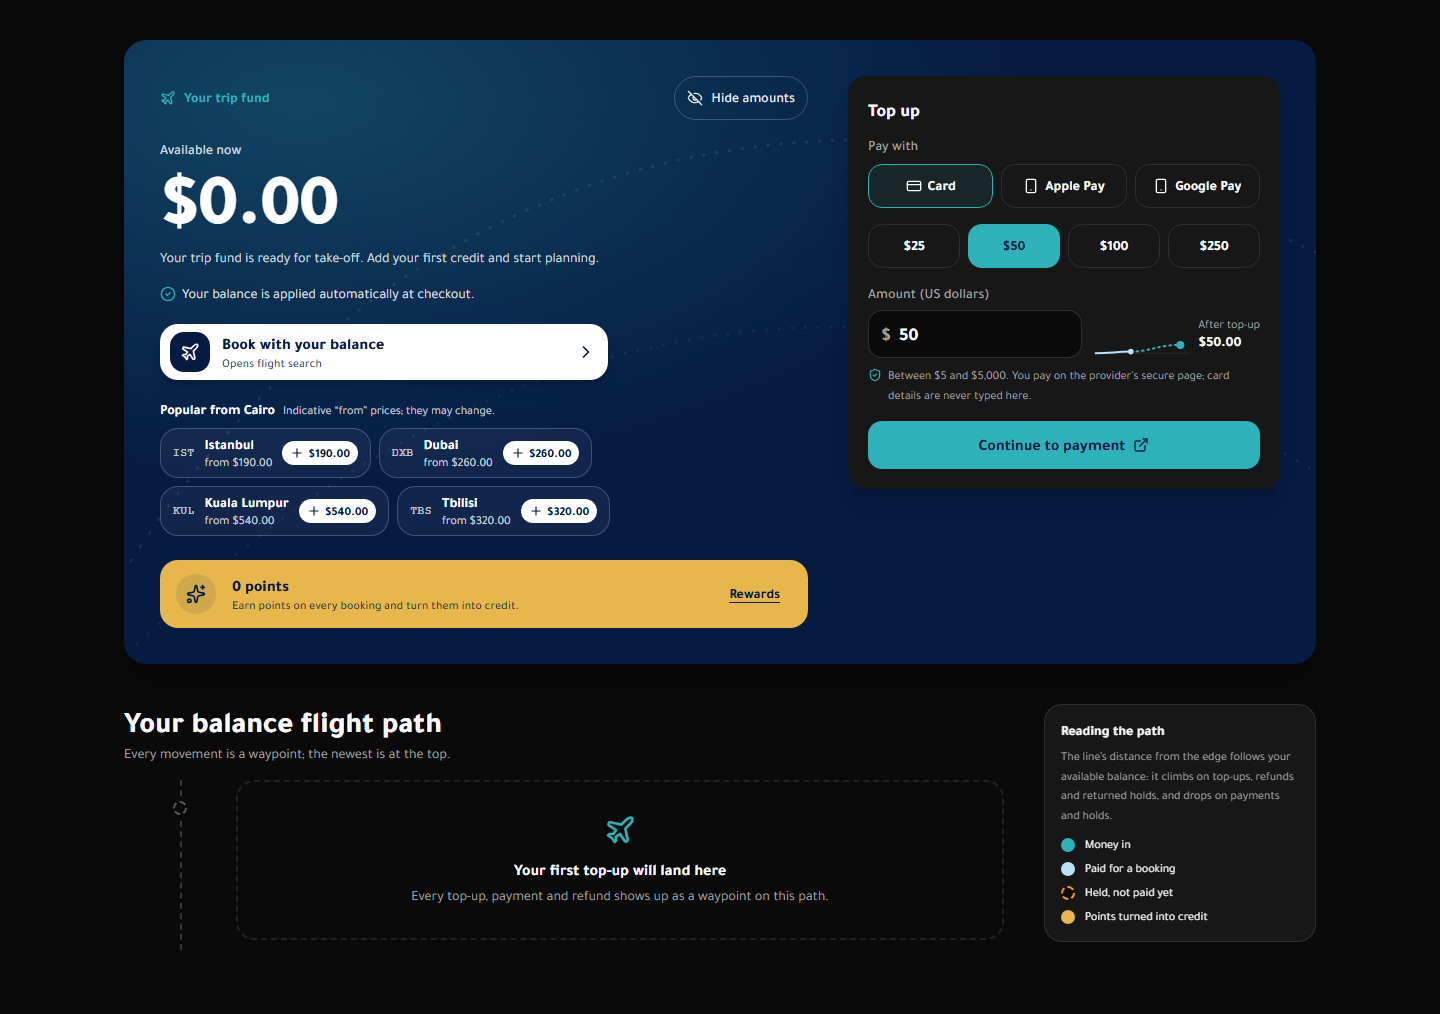 Your trip fund
Hide amounts
Available now
$0.00
Your trip fund is ready for take-off. Add your first credit and start planning.
Your balance is applied automatically at checkout.
Book with your balance
Opens flight search
Popular from Cairo Indicative “from” prices; they may change.
IST
Istanbul
from $190.00
+ $190.00
DXB
Dubai
from $260.00
+ $260.00
KUL
Kuala Lumpur
from $540.00
+ $540.00
TBS
Tbilisi
from $320.00
+ $320.00
0 points
Earn points on every booking and turn them into credit.
Rewards
Top up
Pay with
Card
Apple Pay
Google Pay
$25
$50
$100
$250
Amount (US dollars)
$ 50
After top-up
$50.00
Between $5 and $5,000. You pay on the provider's secure page; card
details are never typed here.
Continue to payment
Your balance flight path
Every movement is a waypoint; the newest is at the top.
Your first top-up will land here
Every top-up, payment and refund shows up as a waypoint on this path.
Reading the path
The line's distance from the edge follows your
available balance: it climbs on top-ups, refunds
and returned holds, and drops on payments
and holds.
Money in
Paid for a booking
Held, not paid yet
Points turned into credit